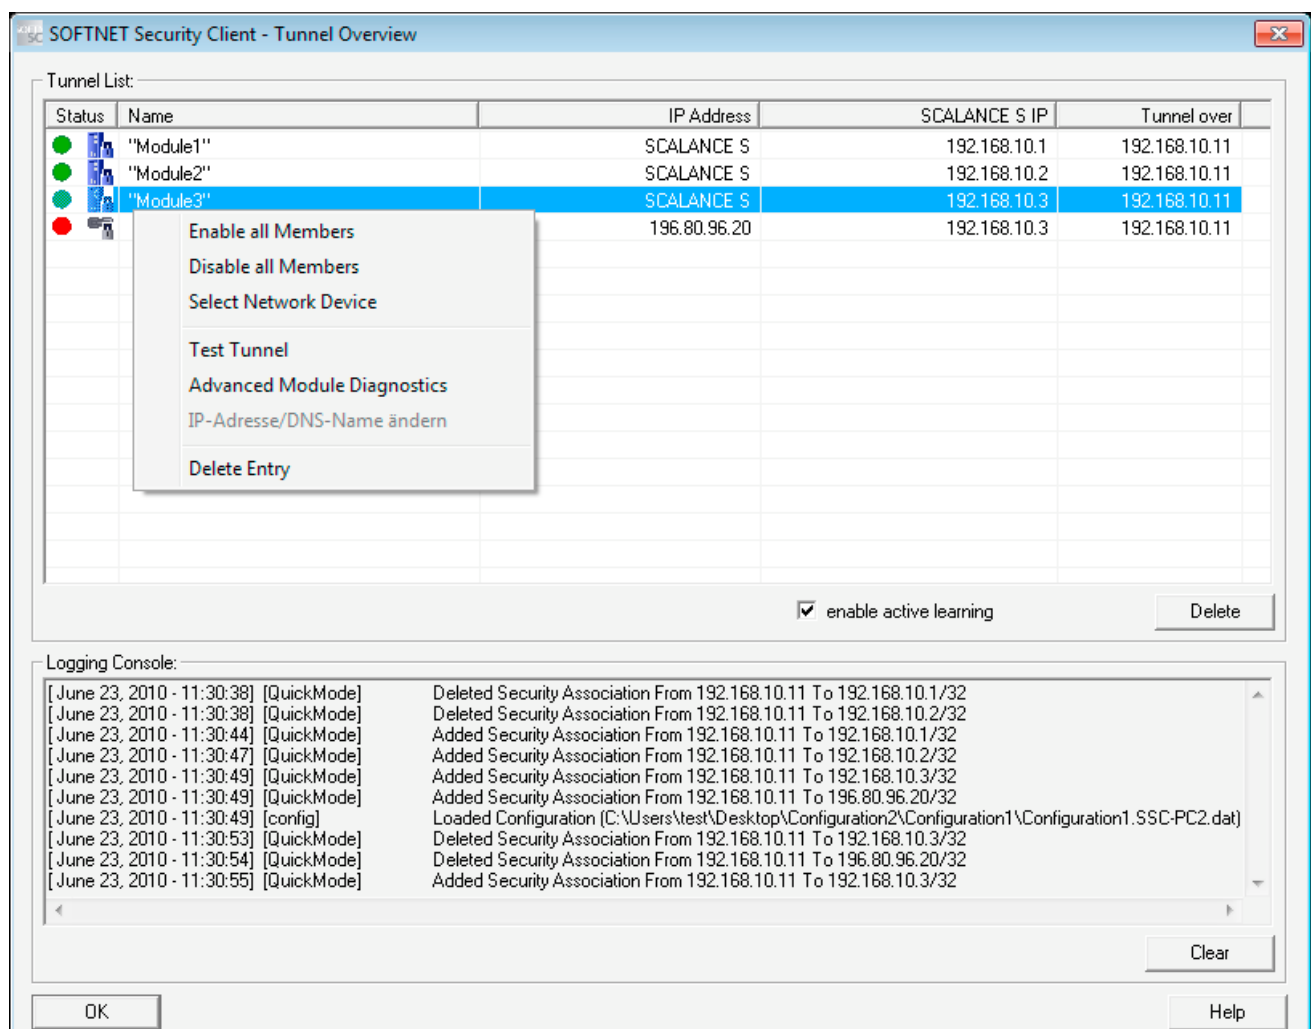 SOFTNET Security Client - Tunnel Overview
Tunnel List:
Status Name IP Address SCALANCE S IP Tunnel over
"Module1" SCALANCE S 192.168.10.1 192.168.10.11
"Module2" SCALANCE S 192.168.10.2 192.168.10.11
"Module3" SCALANCE S 192.168.10.3 192.168.10.11
196.80.96.20 192.168.10.3 192.168.10.11
Enable all Members
Disable all Members
Select Network Device
Test Tunnel
Advanced Module Diagnostics
IP-Adresse/DNS-Name ändern
Delete Entry
enable active learning
Delete
Logging Console:
[ June 23, 2010 - 11:30:38] [QuickMode] Deleted Security Association From 192.168.10.11 To 192.168.10.1/32
[ June 23, 2010 - 11:30:38] [QuickMode] Deleted Security Association From 192.168.10.11 To 192.168.10.2/32
[ June 23, 2010 - 11:30:44] [QuickMode] Added Security Association From 192.168.10.11 To 192.168.10.1/32
[ June 23, 2010 - 11:30:47] [QuickMode] Added Security Association From 192.168.10.11 To 192.168.10.2/32
[ June 23, 2010 - 11:30:49] [QuickMode] Added Security Association From 192.168.10.11 To 192.168.10.3/32
[ June 23, 2010 - 11:30:49] [QuickMode] Added Security Association From 192.168.10.11 To 196.80.96.20/32
[ June 23, 2010 - 11:30:49] [config] Loaded Configuration (C:\Users\test\Desktop\Configuration2\Configuration1\Configuration1.SSC-PC2.dat)
[ June 23, 2010 - 11:30:53] [QuickMode] Deleted Security Association From 192.168.10.11 To 192.168.10.3/32
[ June 23, 2010 - 11:30:54] [QuickMode] Deleted Security Association From 192.168.10.11 To 196.80.96.20/32
[ June 23, 2010 - 11:30:55] [QuickMode] Added Security Association From 192.168.10.11 To 192.168.10.3/32
Clear
OK
Help